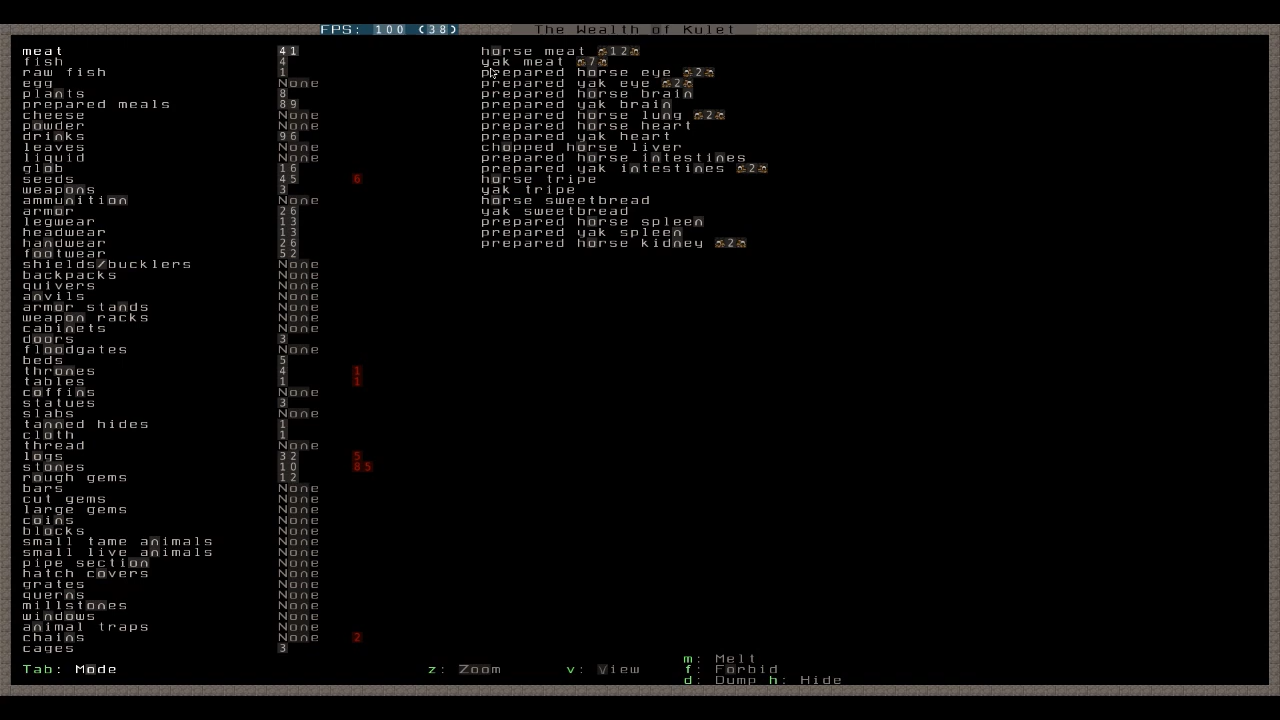 FPS: 100 (38) The Wealth of Kulet
meat 41 horse meat 12
fish 4 yak meat 7
raw fish 1 prepared horse eye 2
egg None prepared yak eye 2
plants 8 prepared horse brain
prepared meals 89 prepared yak brain
cheese None prepared horse lung 2
powder None prepared horse heart
drinks 96 prepared yak heart
leaves None chopped horse liver
liquid None prepared horse intestines
glob 16 prepared yak intestines 2
seeds 45 6 horse tripe
weapons 3 yak tripe
ammunition None horse sweetbread
armor 26 yak sweetbread
legwear 13 prepared horse spleen
headwear 13 prepared yak spleen
handwear 26 prepared horse kidney 2
footwear 52
shields/bucklers None
backpacks None
quivers None
anvils None
armor stands None
weapon racks None
cabinets None
doors 3
floodgates None
beds 5
thrones 4 1
tables 1 1
coffins None
statues 3
slabs None
tanned hides 1
cloth 1
thread None
logs 32 5
stones 10 85
rough gems 12
bars None
cut gems None
large gems None
coins None
blocks None
small tame animals None
small live animals None
pipe section None
hatch covers None
grates None
querns None
millstones None
windows None
animal traps None
chains None 2
cages 3
m: Melt
Tab: Mode z: Zoom v: View f: Forbid
d: Dump h: Hide